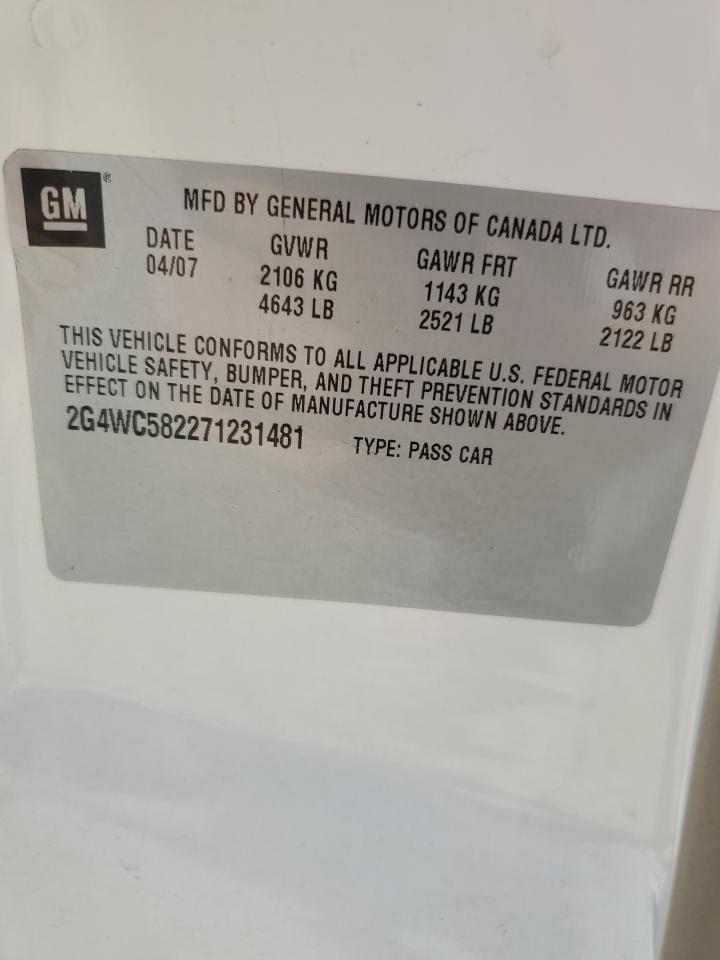 GM®
MFD BY GENERAL MOTORS OF CANADA LTD.
DATE GVWR GAWR FRT GAWR RR
04/07 2106 KG 1143 KG 963 KG
4643 LB 2521 LB 2122 LB
THIS VEHICLE CONFORMS TO ALL APPLICABLE U.S. FEDERAL MOTOR
VEHICLE SAFETY, BUMPER, AND THEFT PREVENTION STANDARDS IN
EFFECT ON THE DATE OF MANUFACTURE SHOWN ABOVE.
2G4WC582271231481 TYPE: PASS CAR